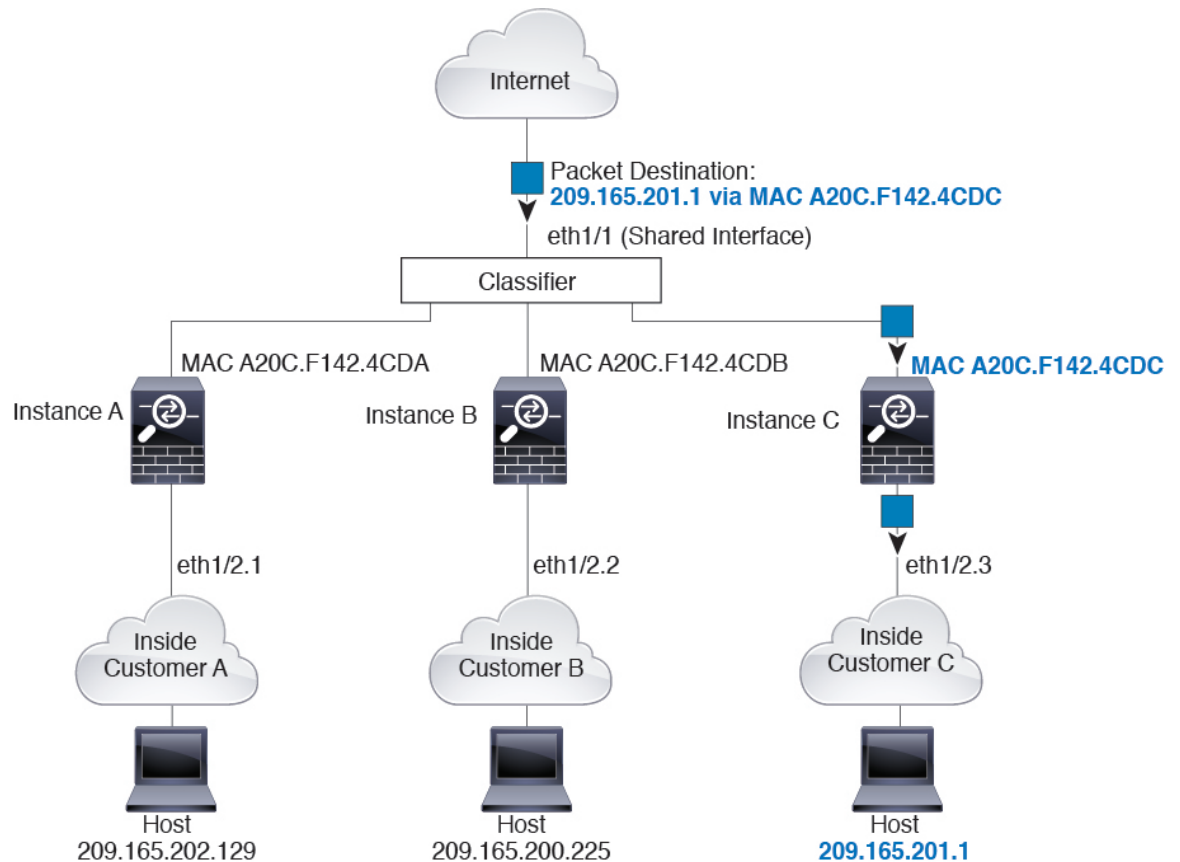 Internet
Packet Destination:
209.165.201.1 via MAC A20C.F142.4CDC
eth1/1 (Shared Interface)
Classifier
MAC A20C.F142.4CDA
MAC A20C.F142.4CDB
MAC A20C.F142.4CDC
Instance A
Instance B
Instance C
eth1/2.1
eth1/2.2
eth1/2.3
Inside
Customer A
Inside
Customer B
Inside
Customer C
Host
209.165.202.129
Host
209.165.200.225
Host
209.165.201.1